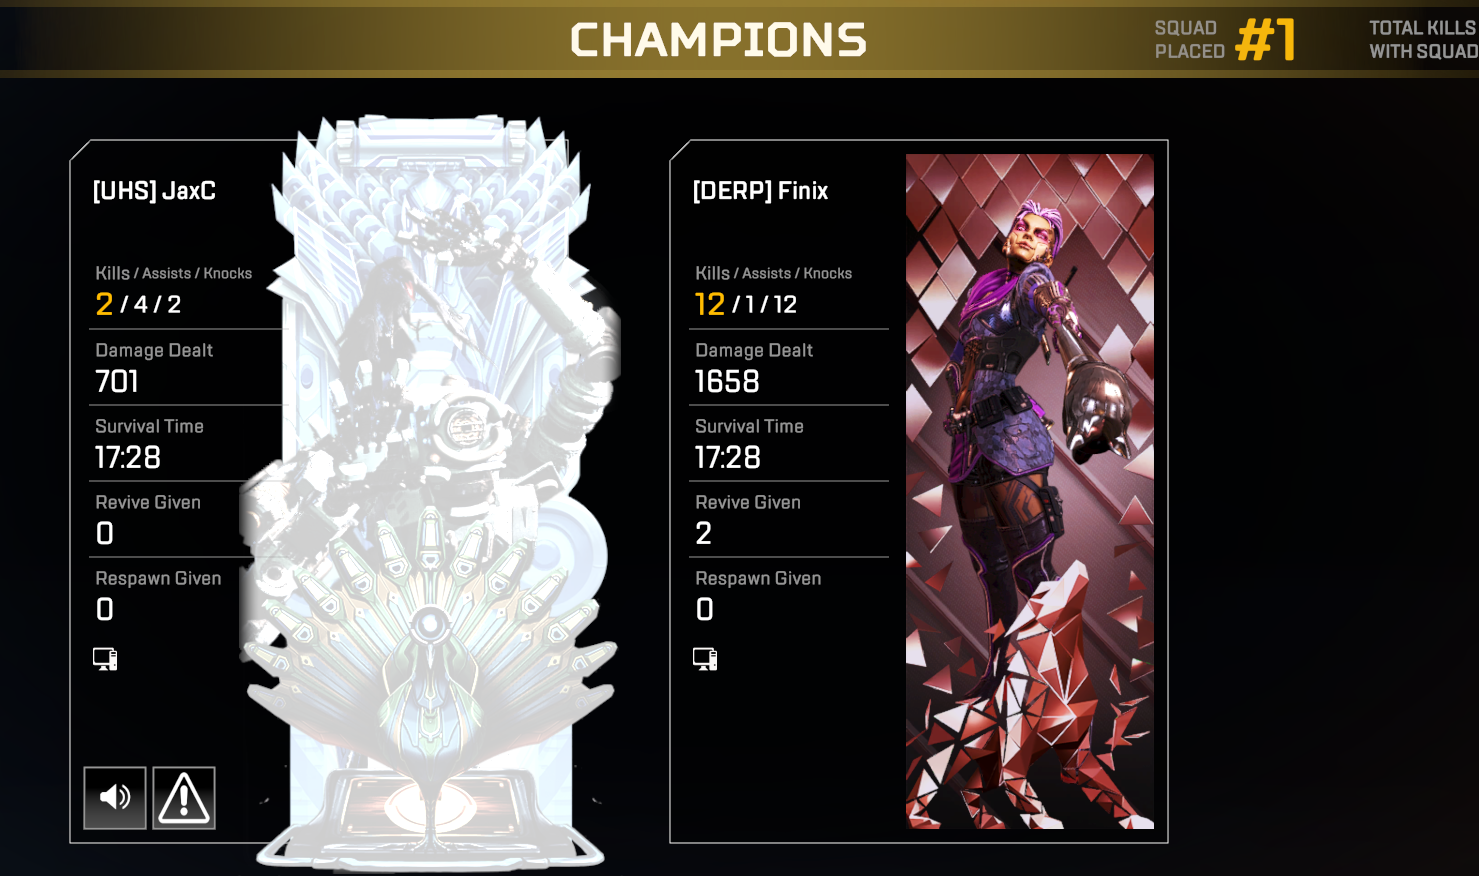 CHAMPIONS
SQUAD
PLACED
#1
TOTAL KILLS
WITH SQUAD
[UHS] JaxC
Kills / Assists / Knocks
2 / 4 / 2
Damage Dealt
701
Survival Time
17:28
Revive Given
0
Respawn Given
0
[DERP] Finix
Kills / Assists / Knocks
12 / 1 / 12
Damage Dealt
1658
Survival Time
17:28
Revive Given
2
Respawn Given
0